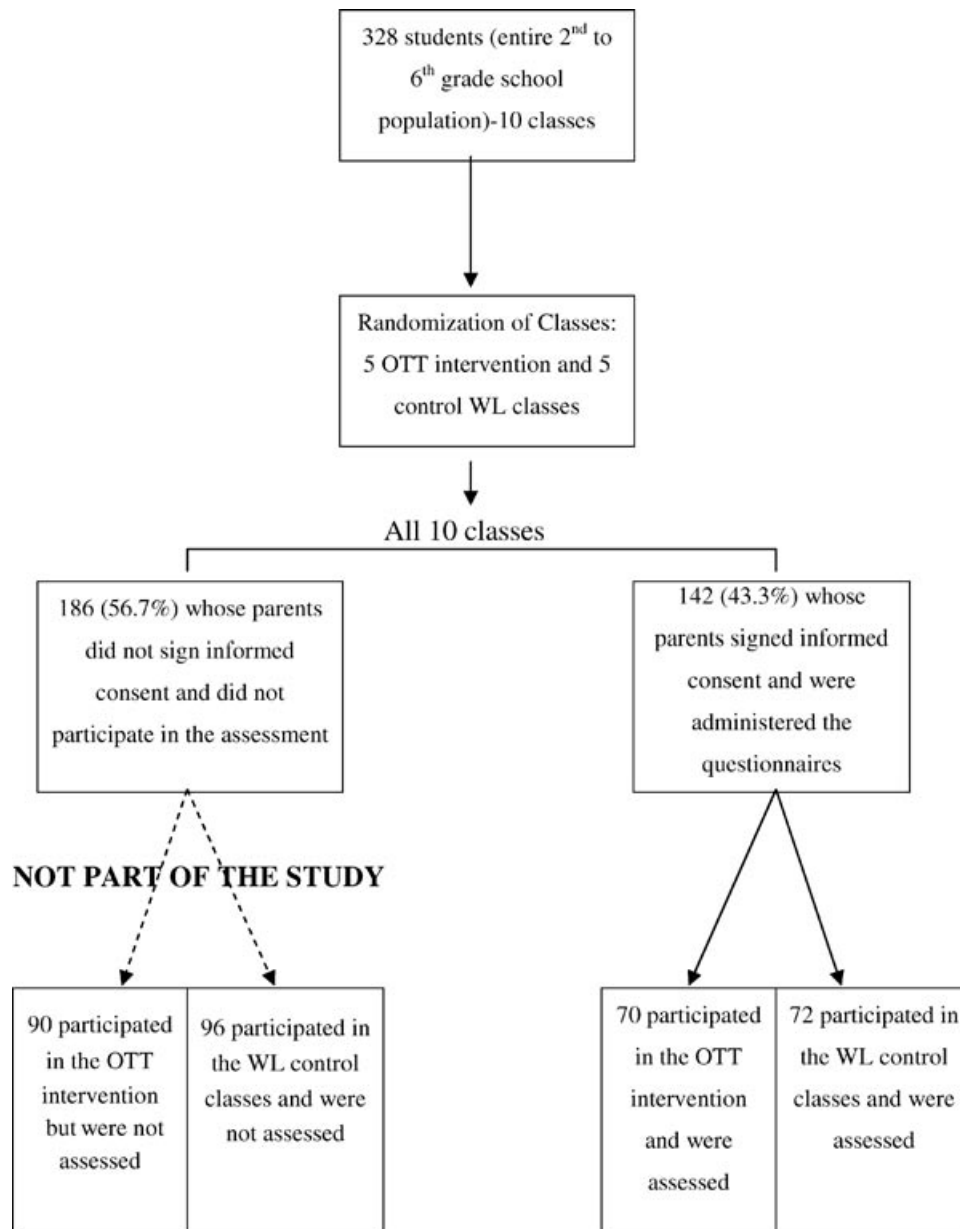 328 students (entire 2nd to
6th grade school
population)-10 classes
Randomization of Classes:
5 OTT intervention and 5
control WL classes
All 10 classes
186 (56.7%) whose parents
did not sign informed
consent and did not
participate in the assessment
142 (43.3%) whose
parents signed informed
consent and were
administered the
questionnaires
NOT PART OF THE STUDY
90 participated
in the OTT
intervention
but were not
assessed
96 participated in
the WL control
classes and were
not assessed
70 participated
in the OTT
intervention
and were
assessed
72 participated in
the WL control
classes and were
assessed